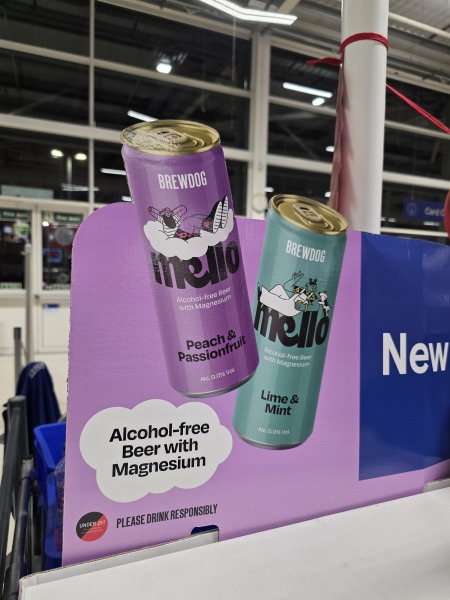 BREWDOG
mello
Alcohol-free Beer
with Magnesium
Peach &
Passionfruit
Alc 0.0% Vol.
BREWDOG
mello
Alcohol-free Beer
with Magnesium
Lime &
Mint
Alc 0.0% Vol.
New
Alcohol-free
Beer with
Magnesium
PLEASE DRINK RESPONSIBLY